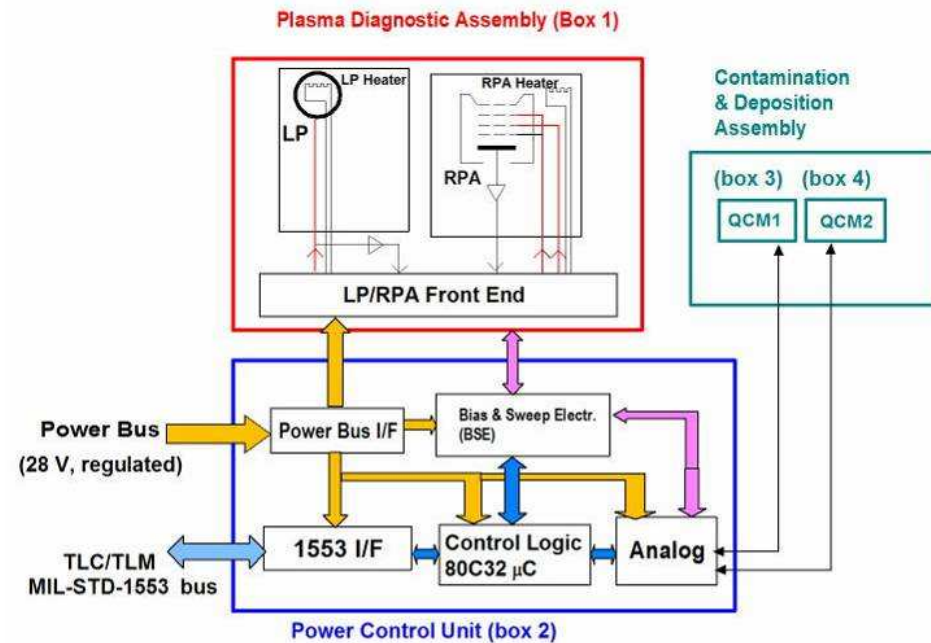 Plasma Diagnostic Assembly (Box 1)
LP Heater
LP
RPA Heater
RPA
LP/RPA Front End
Contamination
& Deposition
Assembly
(box 3) (box 4)
QCM1 QCM2
Power Bus
(28 V, regulated)
Power Bus I/F
Bias & Sweep Electr.
(BSE)
TLC/TLM
MIL-STD-1553 bus
1553 I/F
Control Logic
80C32 μC
Analog
Power Control Unit (box 2)